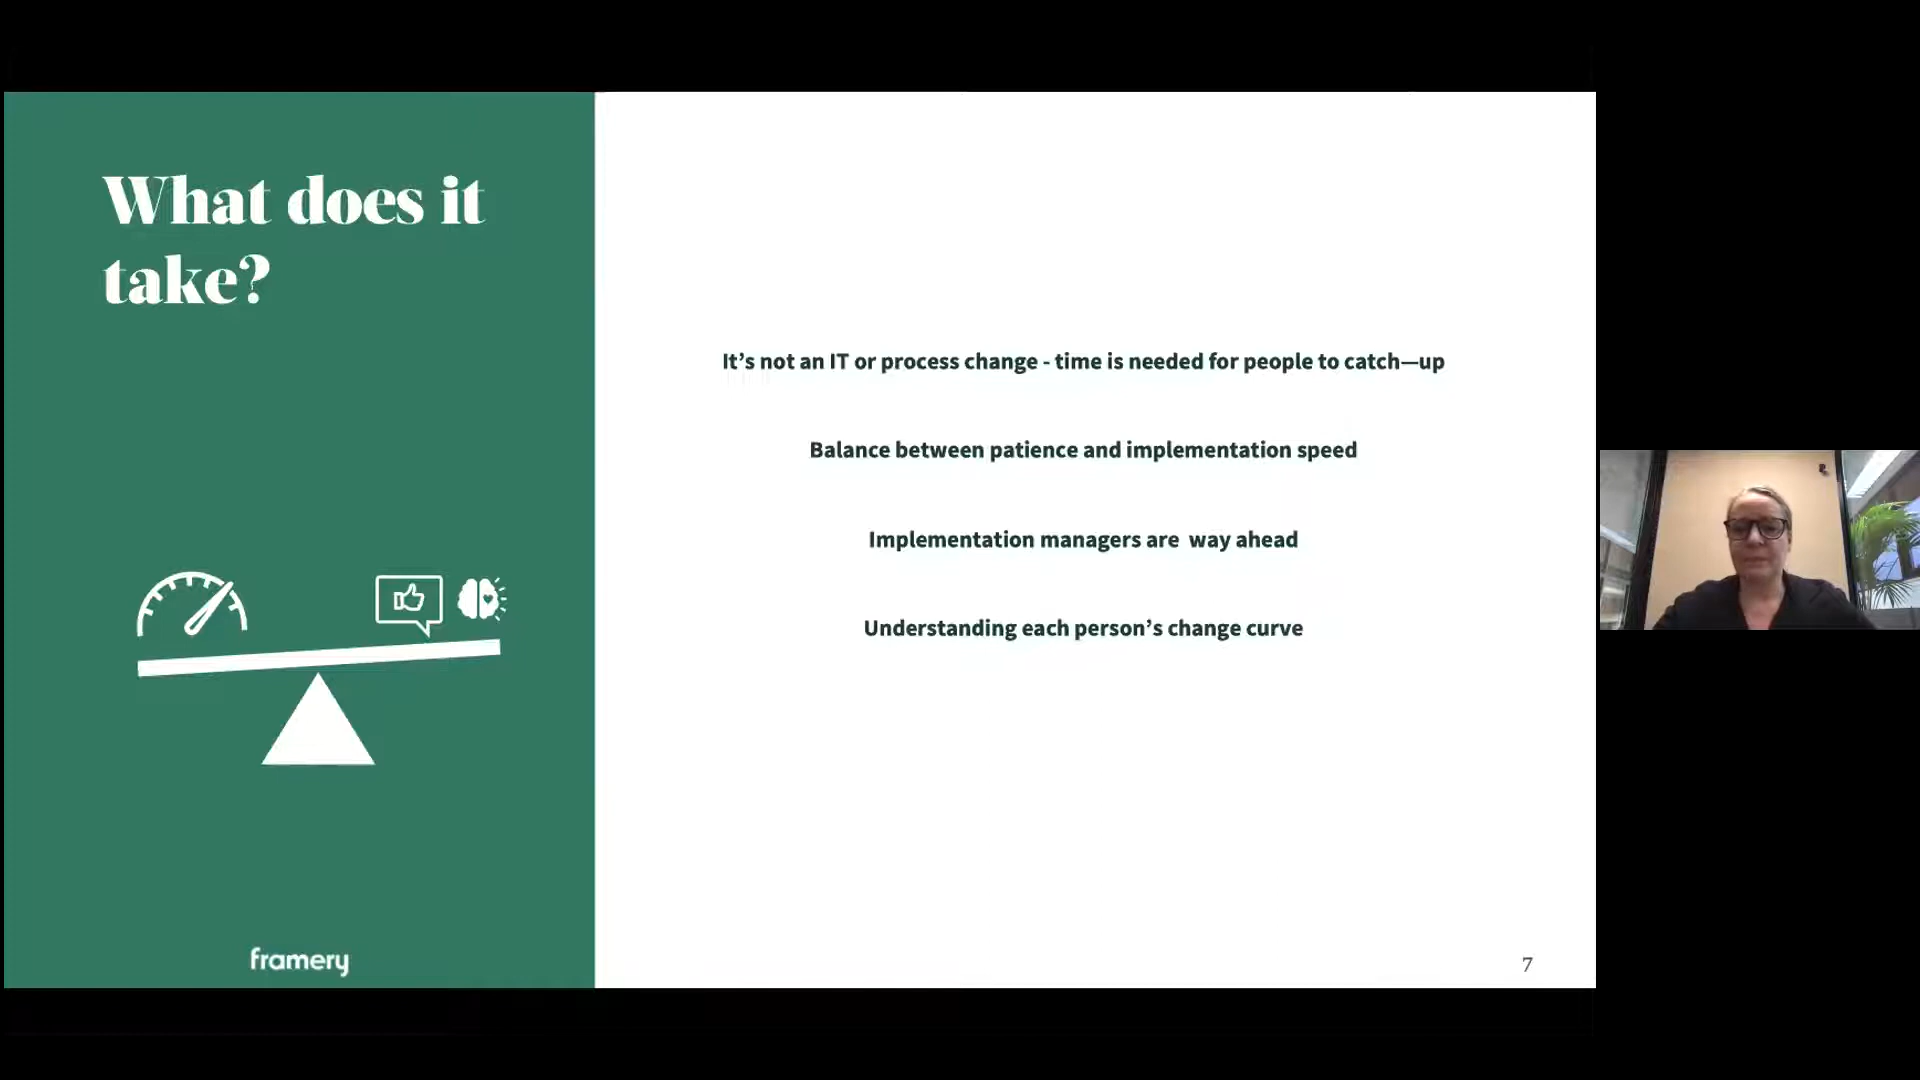 What does it
take?
It’s not an IT or process change - time is needed for people to catch—up
Balance between patience and implementation speed
Implementation managers are  way ahead
Understanding each person’s change curve
framery
7